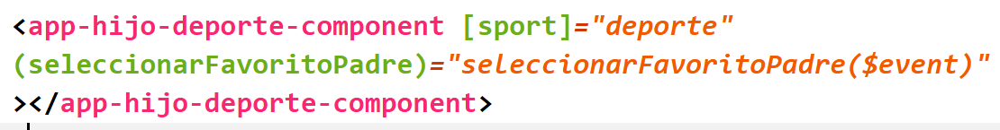 <app-hijo-deporte-component [sport]="deporte"
(seleccionarFavoritoPadre)="seleccionarFavoritoPadre($event)"
></app-hijo-deporte-component>